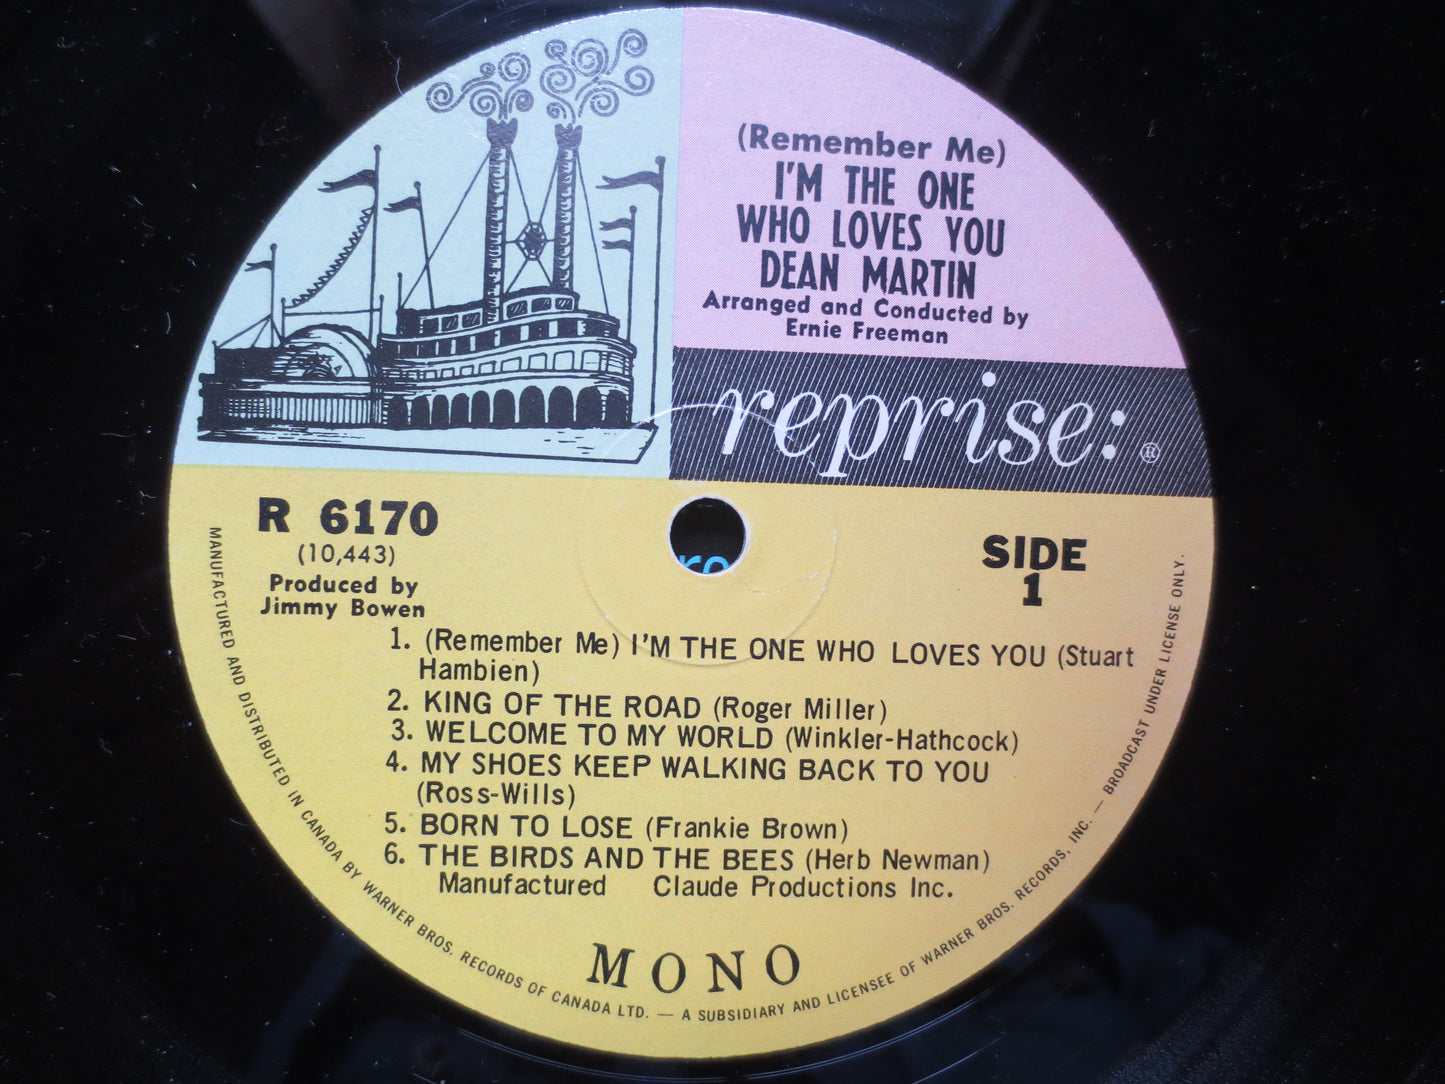 (Remember Me)
I'M THE ONE
WHO LOVES YOU
DEAN MARTIN
Arranged and Conducted by
Ernie Freeman
reprise: ®
R 6170
(10,443)
Produced by
Jimmy Bowen
SIDE
1
1. (Remember Me) I'M THE ONE WHO LOVES YOU (Stuart
Hambien)
2. KING OF THE ROAD (Roger Miller)
3. WELCOME TO MY WORLD (Winkler-Hathcock)
4. MY SHOES KEEP WALKING BACK TO YOU
(Ross-Wills)
5. BORN TO LOSE (Frankie Brown)
6. THE BIRDS AND THE BEES (Herb Newman)
Manufactured Claude Productions Inc.
MONO
MANUFACTURED AND DISTRIBUTED IN CANADA BY WARNER BROS. RECORDS OF CANADA LTD. — A SUBSIDIARY AND LICENSEE OF WARNER BROS. RECORDS, INC. — BROADCAST UNDER LICENSE ONLY.